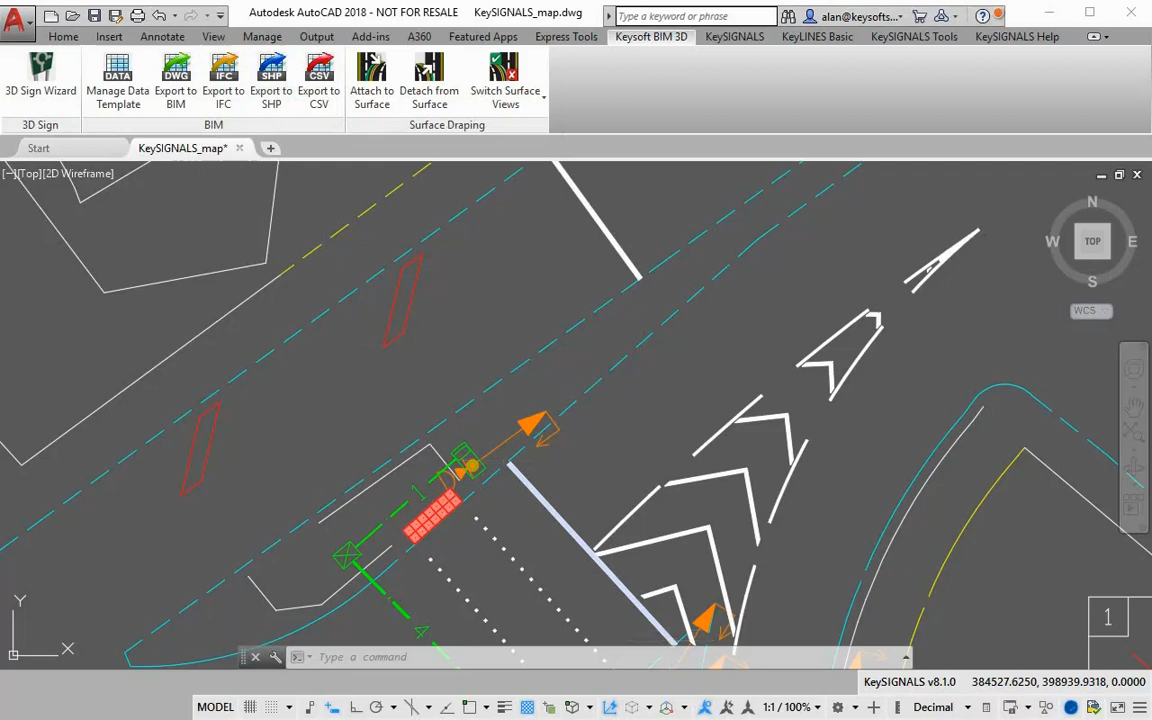 Autodesk AutoCAD 2018 - NOT FOR RESALE KeySIGNALS_map.dwg
Type a keyword or phrase
alan@keysofts...
Home Insert Annotate View Manage Output Add-ins A360 Featured Apps Express Tools Keysoft BIM 3D KeySIGNALS KeyLINES Basic KeySIGNALS Tools KeySIGNALS Help
DATA DWG IFC SHP CSV
3D Sign Wizard
Manage Data Template
Export to BIM
Export to IFC
Export to SHP
Export to CSV
Attach to Surface
Detach from Surface
Switch Surface Views
3D Sign BIM Surface Draping
Start KeySIGNALS_map*
[−][Top][2D Wireframe]
N
W TOP E
S
WCS
1
D
4
1
Y
X
Type a command
KeySIGNALS v8.1.0 384527.6250, 398939.9318, 0.0000
MODEL 1:1 / 100% Decimal